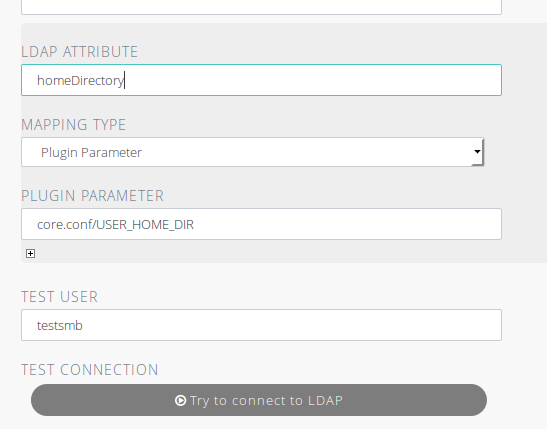 LDAP ATTRIBUTE
homeDirectory
MAPPING TYPE
Plugin Parameter
PLUGIN PARAMETER
core.conf/USER_HOME_DIR
TEST USER
testsmb
TEST CONNECTION
Try to connect to LDAP